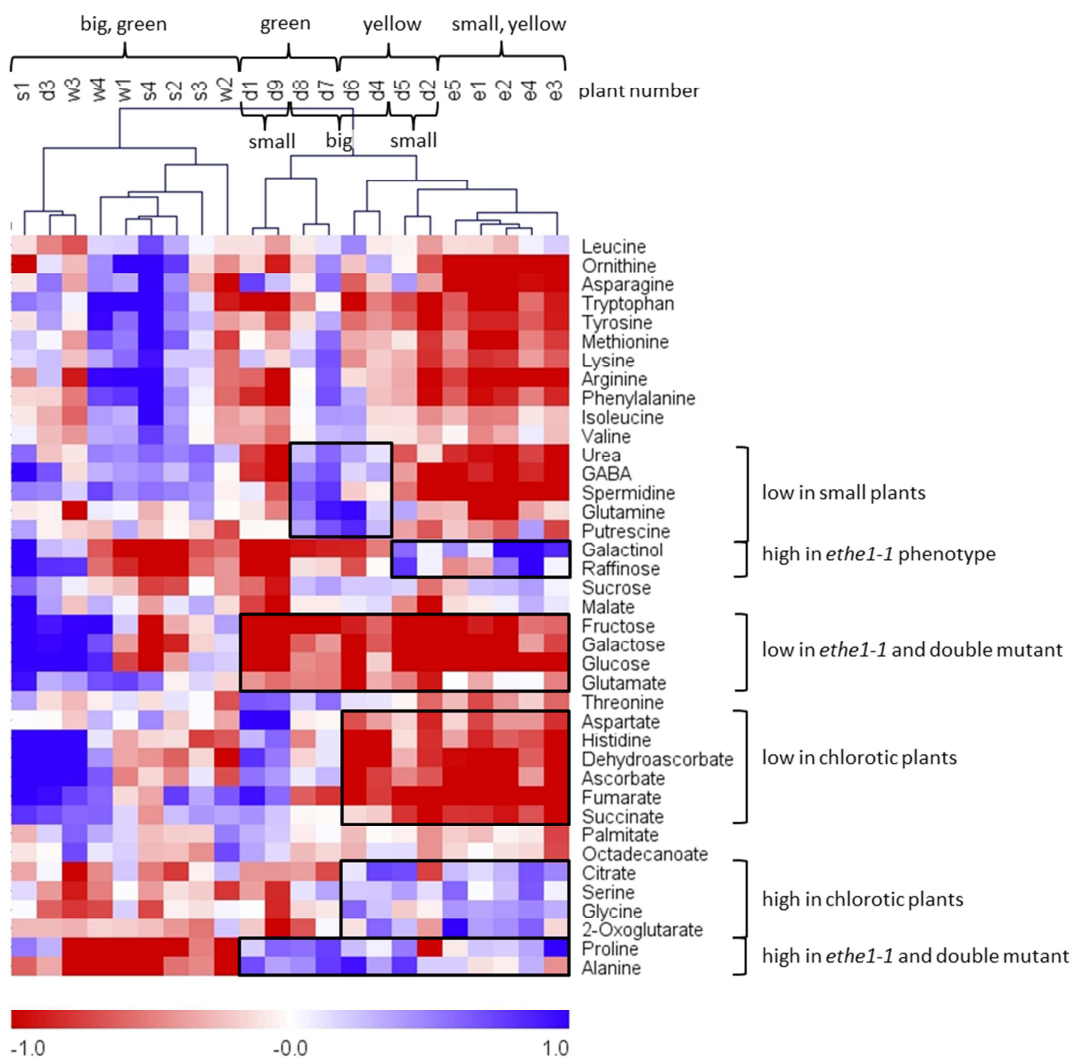 big, green green yellow small, yellow
s1 d3 w3 w4 w1 s4 s2 s3 w2 d1 d9 d8 d7 d6 d4 d5 d2 e5 e1 e2 e4 e3 plant number
small big small
Leucine
Ornithine
Asparagine
Tryptophan
Tyrosine
Methionine
Lysine
Arginine
Phenylalanine
Isoleucine
Valine
Urea
GABA
Spermidine
Glutamine
Putrescine
low in small plants
Galactinol
Raffinose
high in ethe1-1 phenotype
Sucrose
Malate
Fructose
Galactose
Glucose
Glutamate
low in ethe1-1 and double mutant
Threonine
Aspartate
Histidine
Dehydroascorbate
Ascorbate
Fumarate
Succinate
low in chlorotic plants
Palmitate
Octadecanoate
Citrate
Serine
Glycine
2-Oxoglutarate
high in chlorotic plants
Proline
Alanine
high in ethe1-1 and double mutant
-1.0 -0.0 1.0